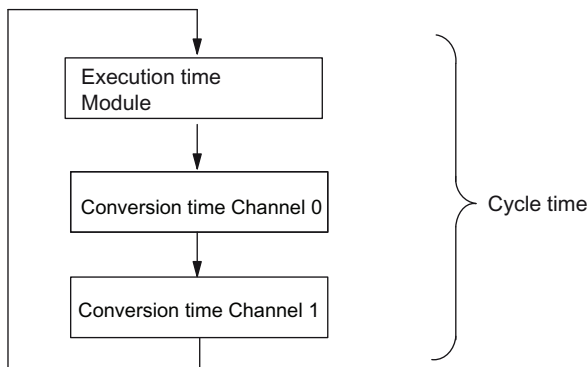 Execution time
Module
Conversion time Channel 0
Cycle time
Conversion time Channel 1